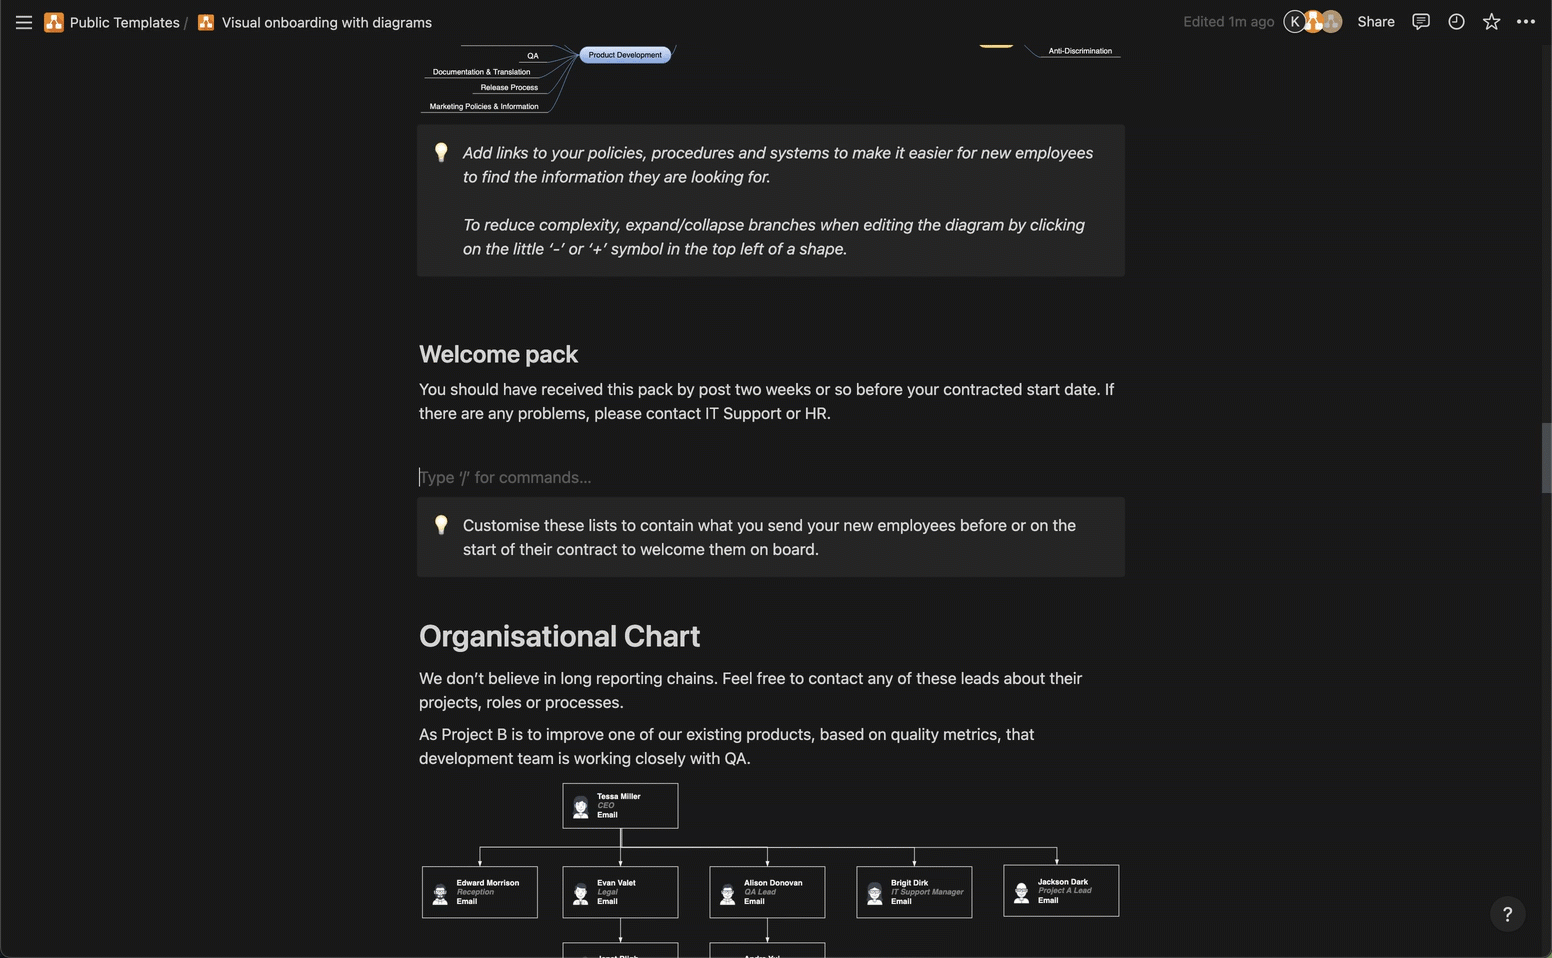 Public Templates / Visual onboarding with diagrams
Edited 1m ago K Share
QA
Product Development
Anti-Discrimination
Documentation & Translation
Release Process
Marketing Policies & Information
Add links to your policies, procedures and systems to make it easier for new employees
to find the information they are looking for.
To reduce complexity, expand/collapse branches when editing the diagram by clicking
on the little ‘-’ or ‘+’ symbol in the top left of a shape.
Welcome pack
You should have received this pack by post two weeks or so before your contracted start date. If
there are any problems, please contact IT Support or HR.
Type ‘/’ for commands…
Customise these lists to contain what you send your new employees before or on the
start of their contract to welcome them on board.
Organisational Chart
We don’t believe in long reporting chains. Feel free to contact any of these leads about their
projects, roles or processes.
As Project B is to improve one of our existing products, based on quality metrics, that
development team is working closely with QA.
Tessa Miller
CEO
Email
Edward Morrison
Reception
Email
Evan Valet
Legal
Email
Alison Donovan
QA Lead
Email
Brigit Dirk
IT Support Manager
Email
Jackson Dark
Project A Lead
Email
?